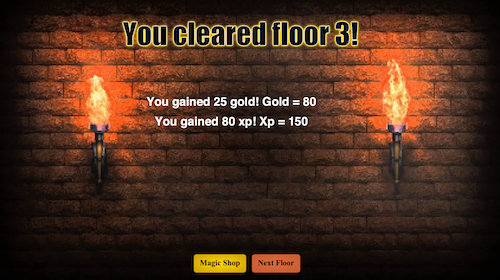 You cleared floor 3!
You gained 25 gold! Gold = 80
You gained 80 xp! Xp = 150
Magic Shop
Next Floor